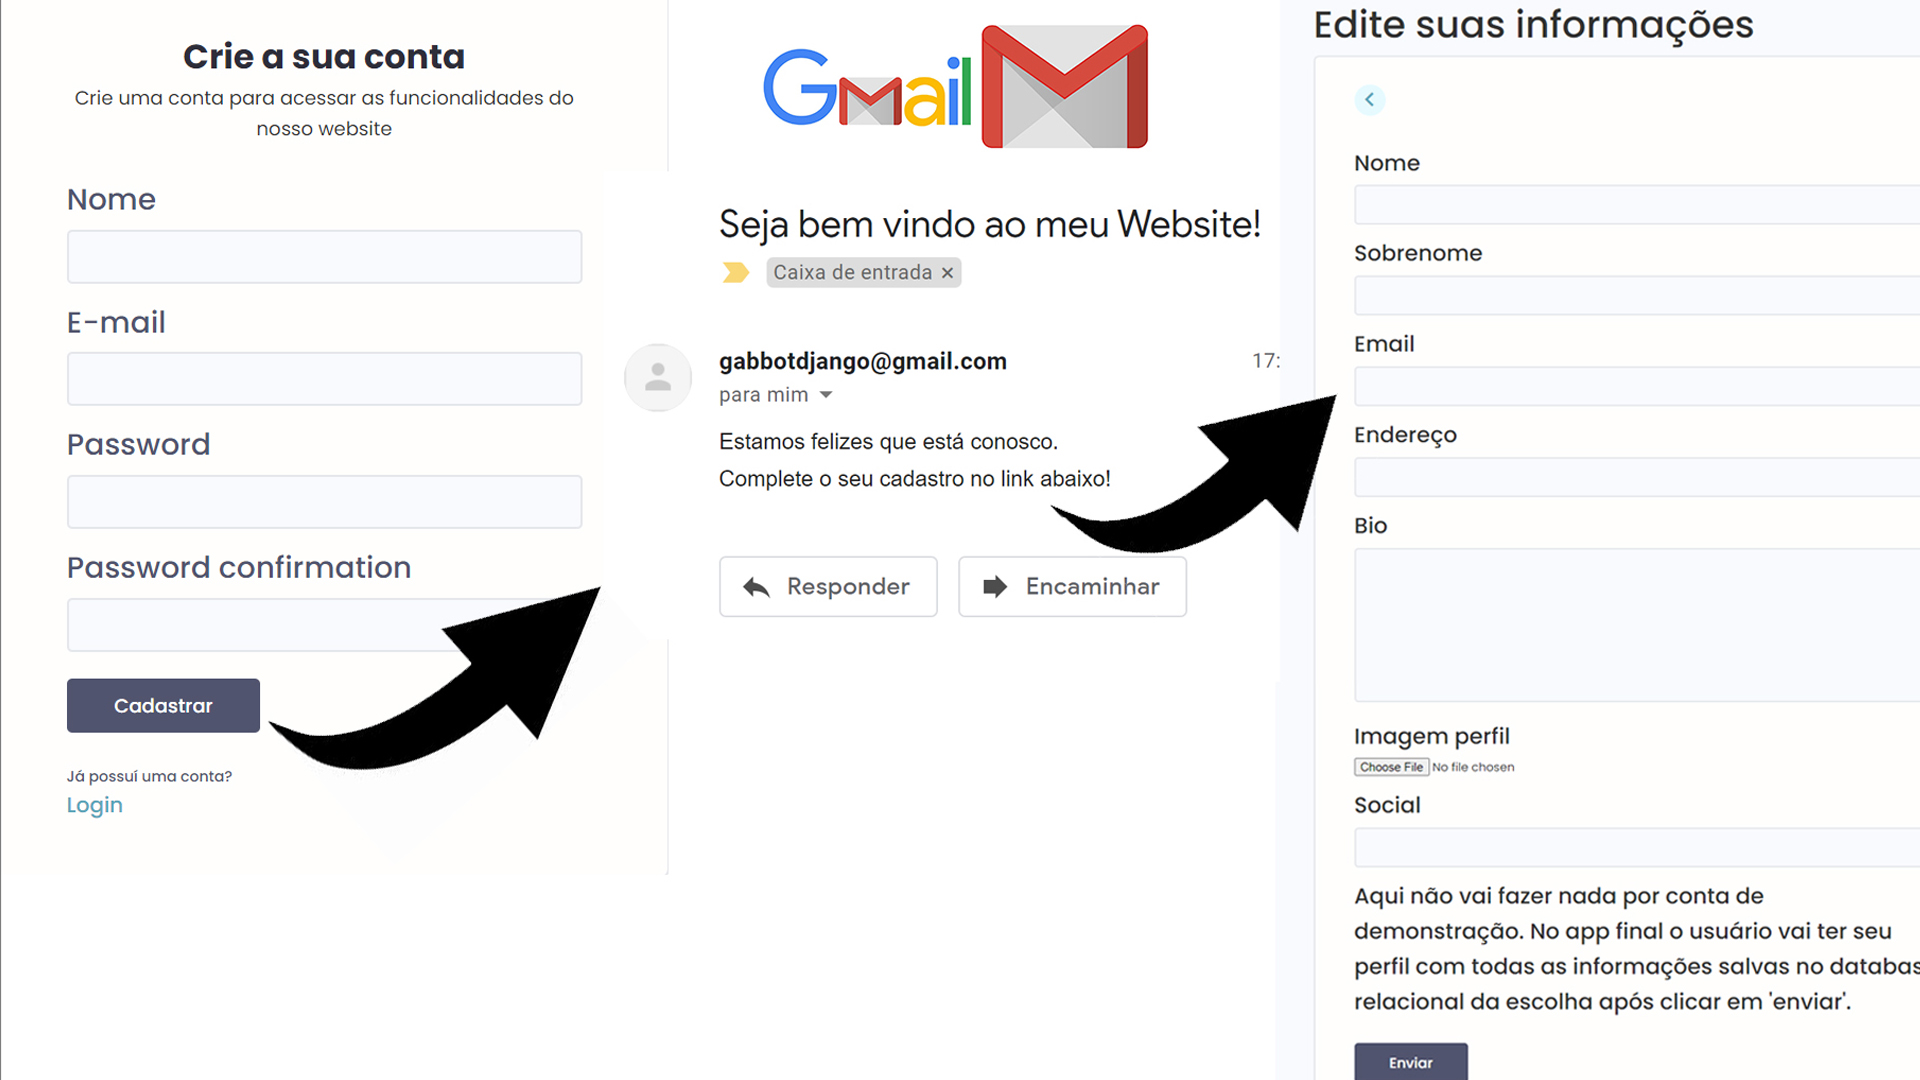 Crie a sua conta
Crie uma conta para acessar as funcionalidades do
nosso website
Nome
E-mail
Password
Password confirmation
Cadastrar
Já possuí uma conta?
Login
Gmail
Seja bem vindo ao meu Website!
Caixa de entrada ×
gabbotdjango@gmail.com
17:
para mim
Estamos felizes que está conosco.
Complete o seu cadastro no link abaixo!
Responder
Encaminhar
Edite suas informações
Nome
Sobrenome
Email
Endereço
Bio
Imagem perfil
Choose File No file chosen
Social
Aqui não vai fazer nada por conta de
demonstração. No app final o usuário vai ter seu
perfil com todas as informações salvas no databas
relacional da escolha após clicar em 'enviar'.
Enviar